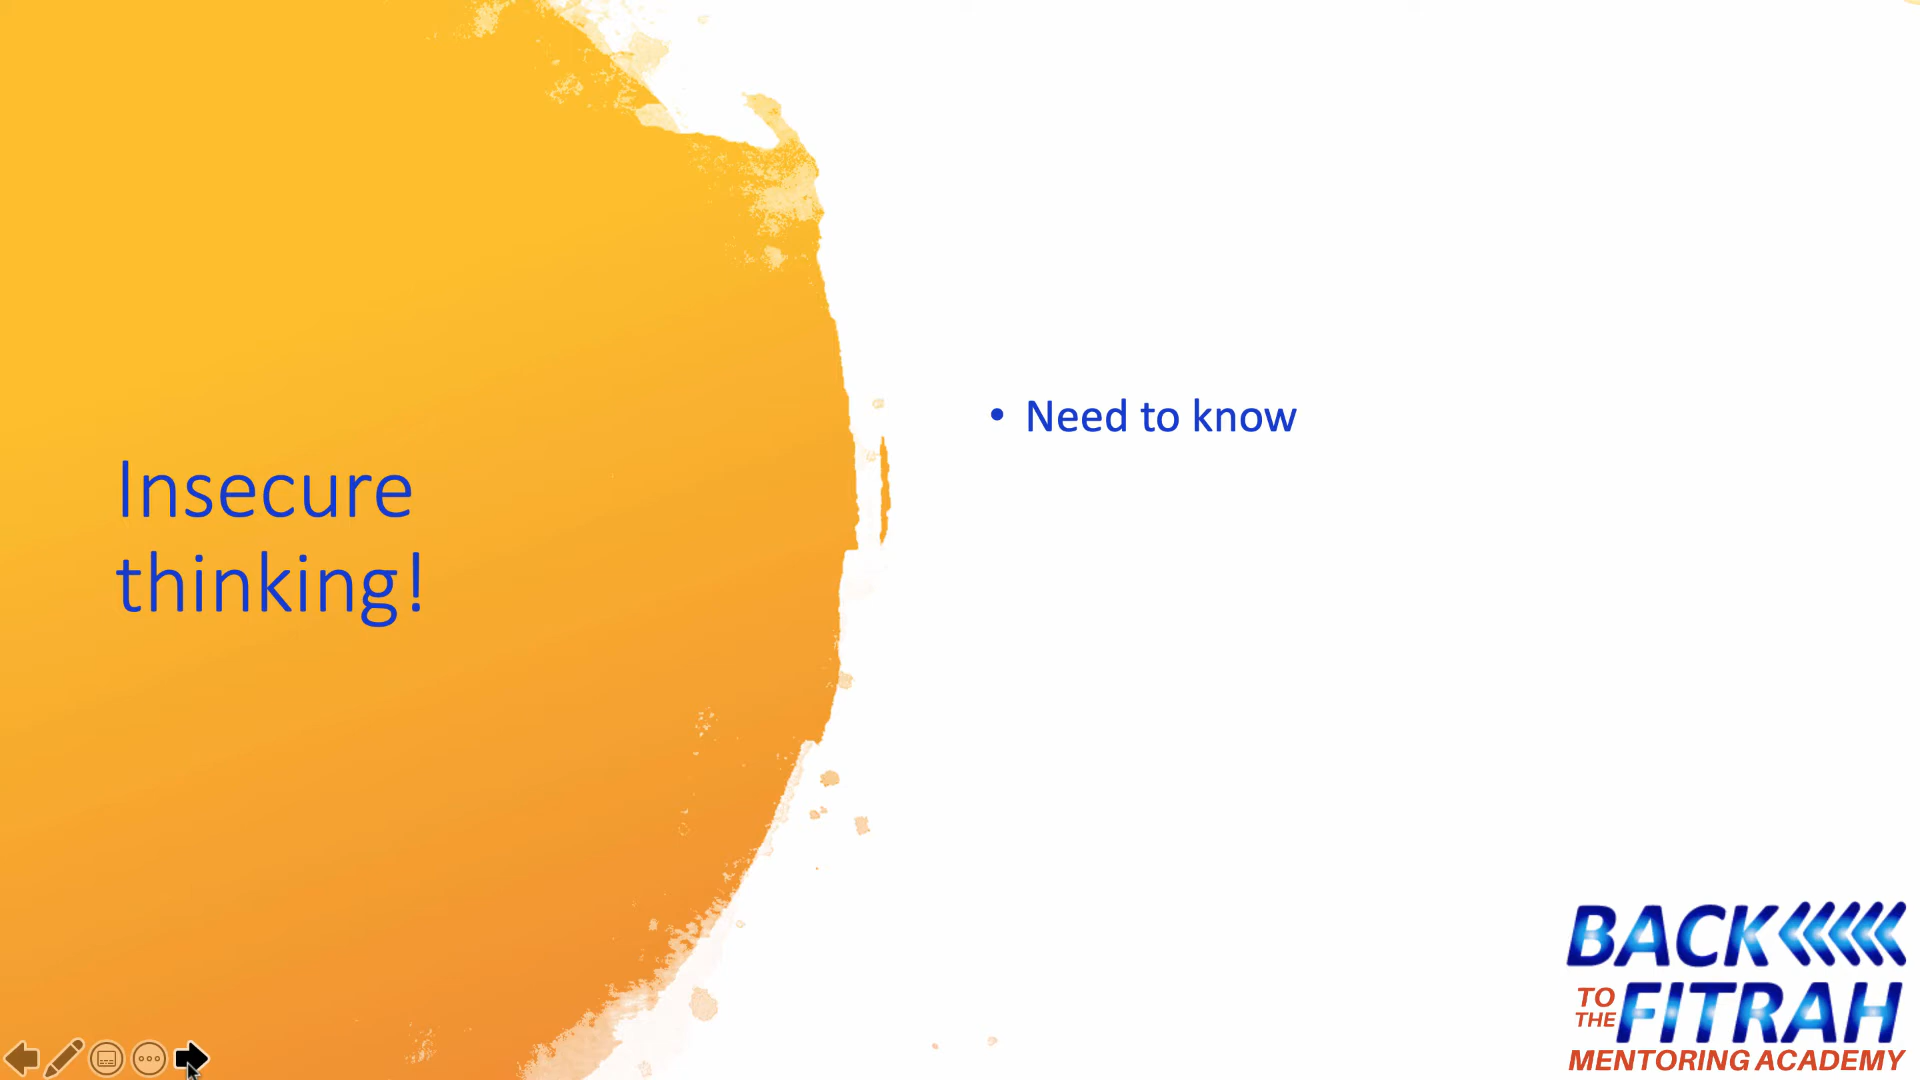 Insecure
thinking!
• Need to know
BACK
TO THE FITRAH
MENTORING ACADEMY